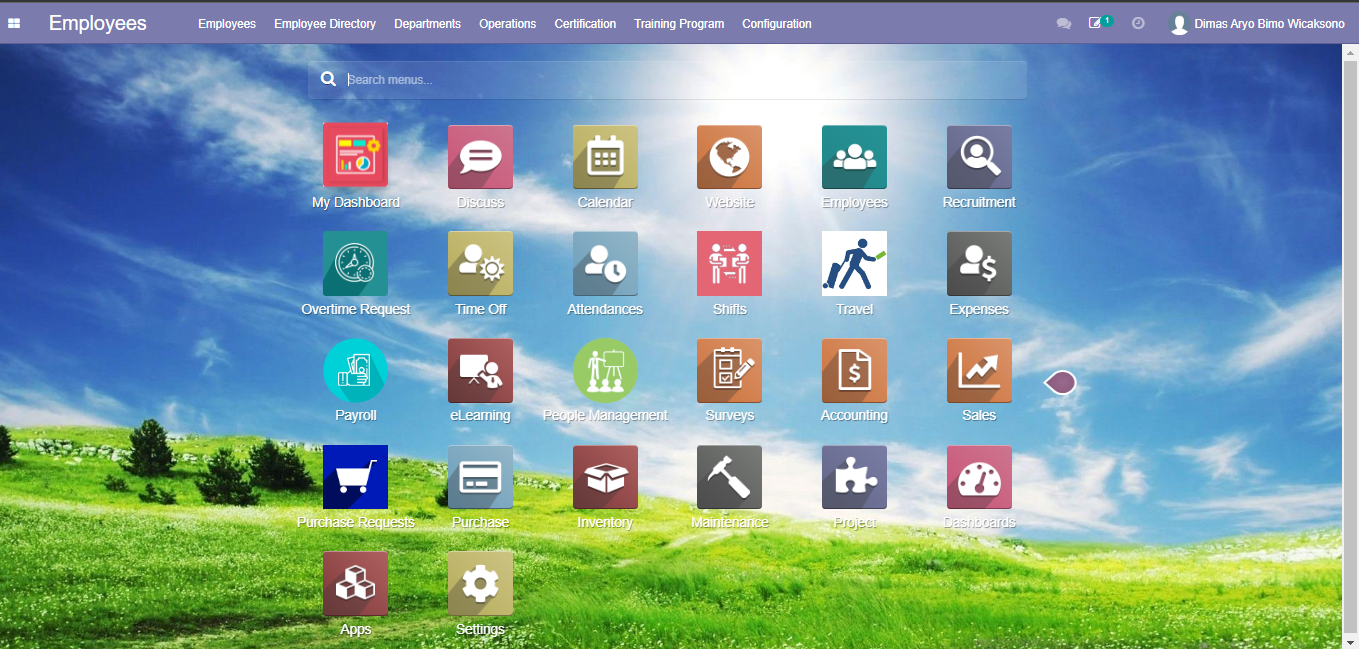 Employees
Employees Employee Directory Departments Operations Certification Training Program Configuration
1
Dimas Aryo Bimo Wicaksono
Search menus...
My Dashboard Discuss Calendar Website Employees Recruitment
Overtime Request Time Off Attendances Shifts Travel Expenses
Payroll eLearning People Management Surveys Accounting Sales
Purchase Requests Purchase Inventory Maintenance Project Dashboards
Apps Settings